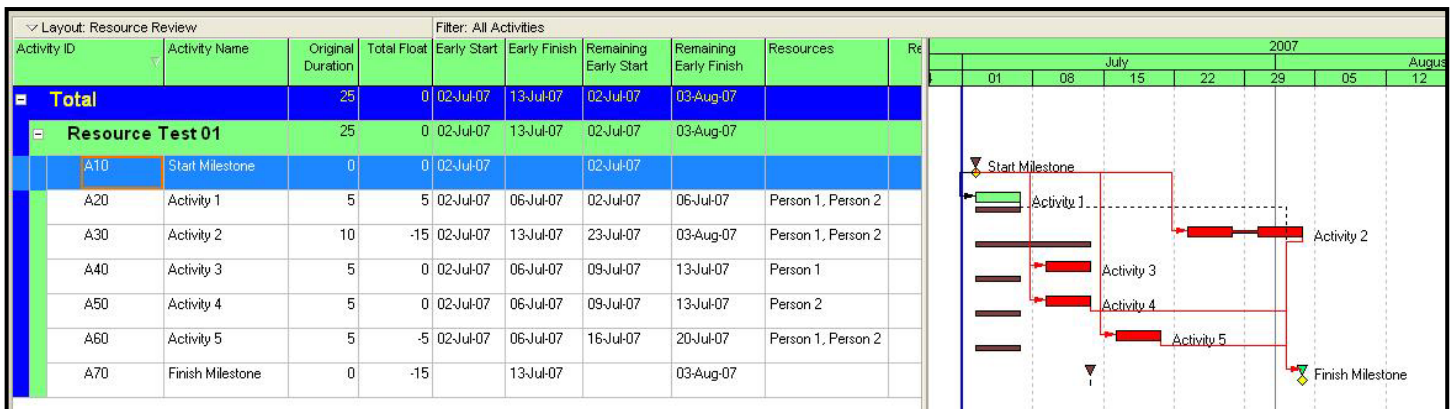 Layout: Resource Review Filter: All Activities
Activity ID Activity Name Original Duration Total Float Early Start Early Finish Remaining Early Start Remaining Early Finish Resources Re
2007
July Augus
01 08 15 22 29 05 12
Total 25 0 02-Jul-07 13-Jul-07 02-Jul-07 03-Aug-07
Resource Test 01 25 0 02-Jul-07 13-Jul-07 02-Jul-07 03-Aug-07
A10 Start Milestone 0 0 02-Jul-07 02-Jul-07 Start Milestone
A20 Activity 1 5 5 02-Jul-07 06-Jul-07 02-Jul-07 06-Jul-07 Person 1, Person 2 Activity 1
A30 Activity 2 10 -15 02-Jul-07 13-Jul-07 23-Jul-07 03-Aug-07 Person 1, Person 2 Activity 2
A40 Activity 3 5 0 02-Jul-07 06-Jul-07 09-Jul-07 13-Jul-07 Person 1 Activity 3
A50 Activity 4 5 0 02-Jul-07 06-Jul-07 09-Jul-07 13-Jul-07 Person 2 Activity 4
A60 Activity 5 5 -5 02-Jul-07 06-Jul-07 16-Jul-07 20-Jul-07 Person 1, Person 2 Activity 5
A70 Finish Milestone 0 -15 13-Jul-07 03-Aug-07 Finish Milestone